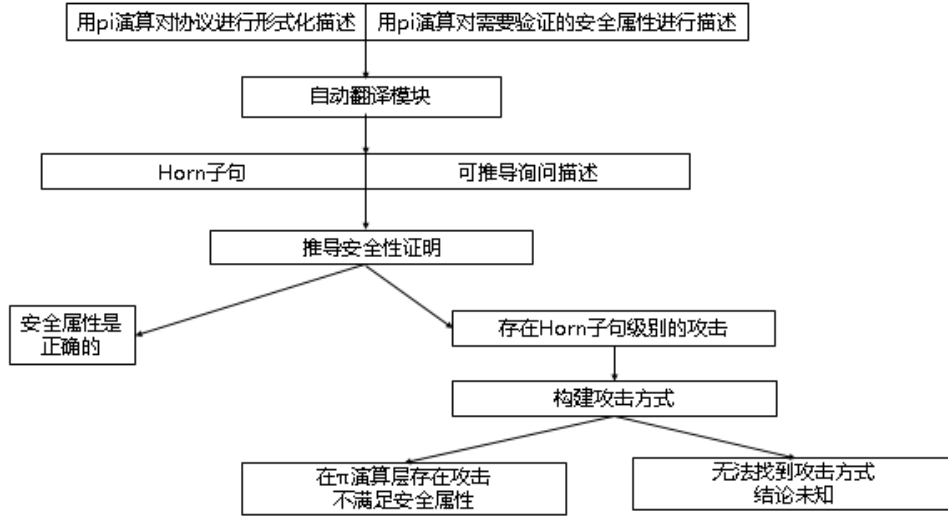 用pi演算对协议进行形式化描述
用pi演算对需要验证的安全属性进行描述
自动翻译模块
Horn子句
可推导询问描述
推导安全性证明
安全属性是
正确的
存在Horn子句级别的攻击
构建攻击方式
在π演算层存在攻击
不满足安全属性
无法找到攻击方式
结论未知